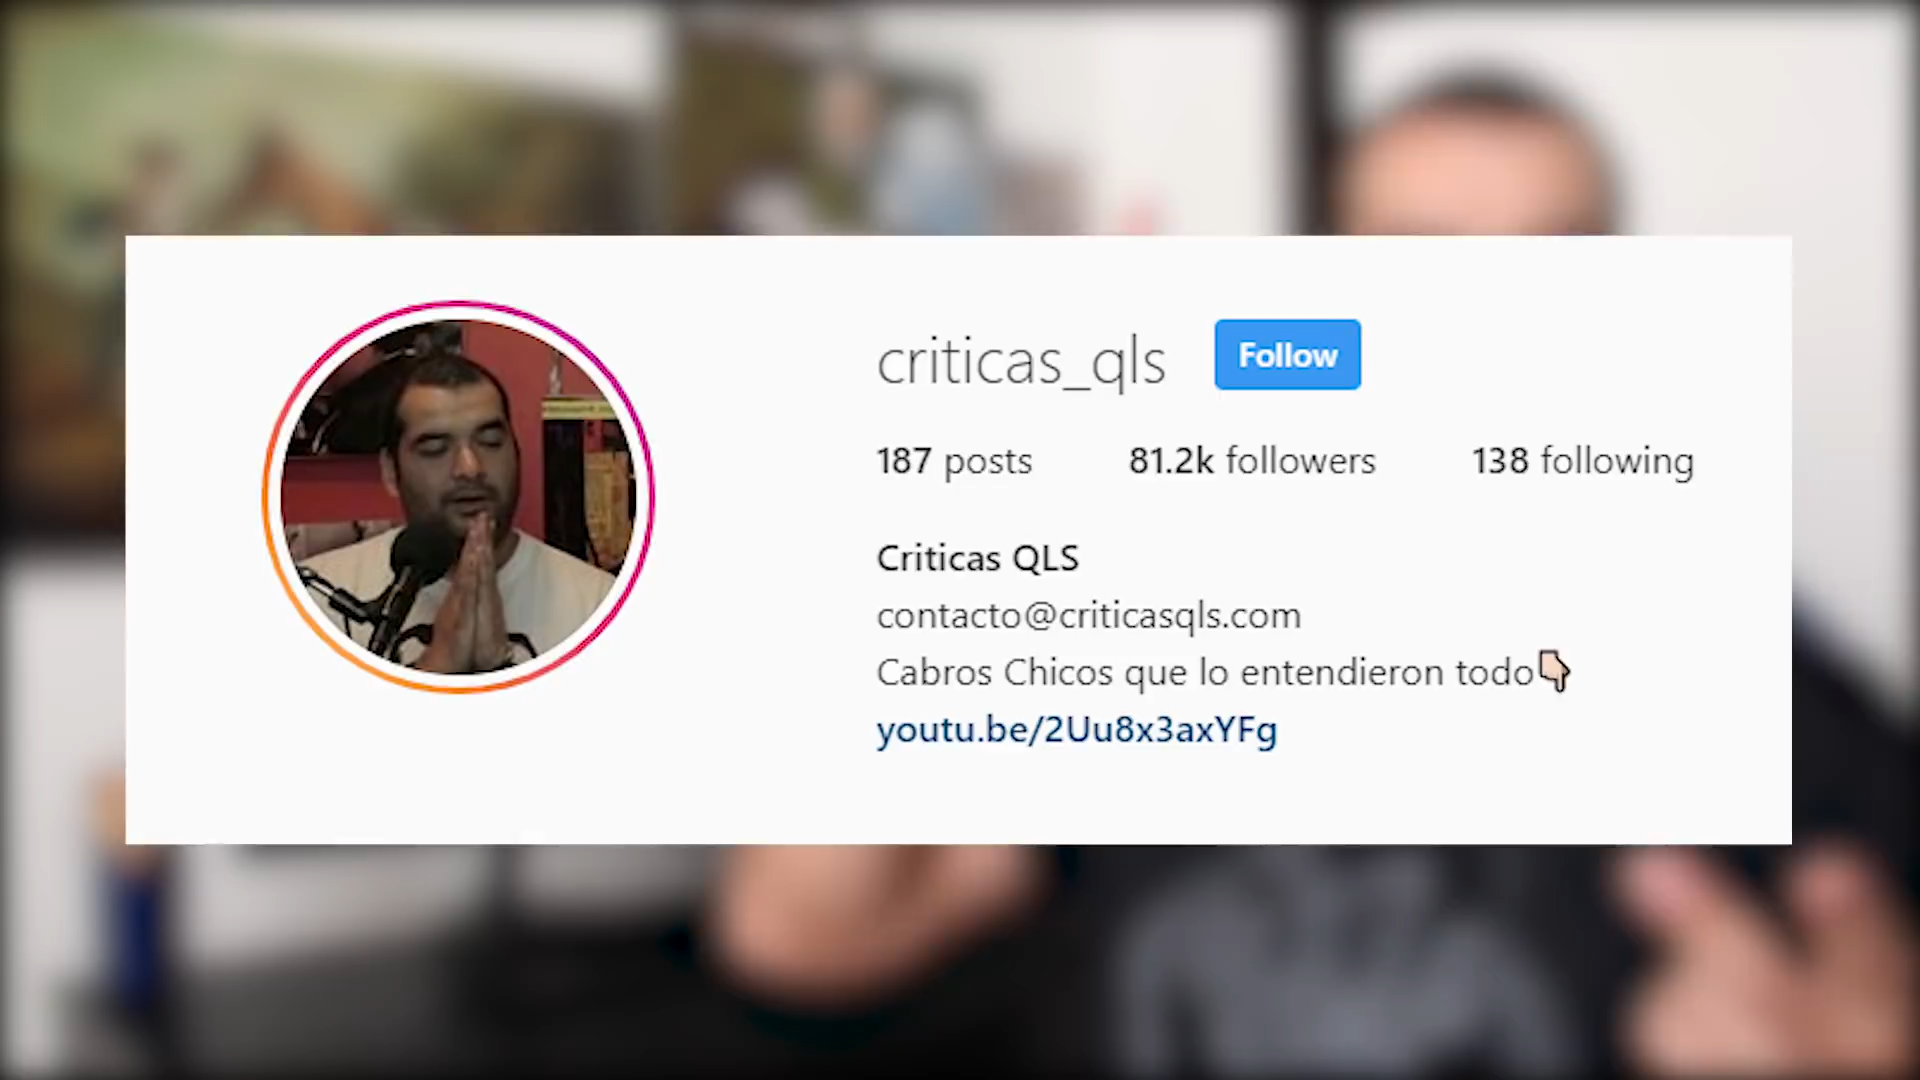 criticas_qls Follow
187 posts 81.2k followers 138 following
Criticas QLS
contacto@criticasqls.com
Cabros Chicos que lo entendieron todo👇🏻
youtu.be/2Uu8x3axYFg